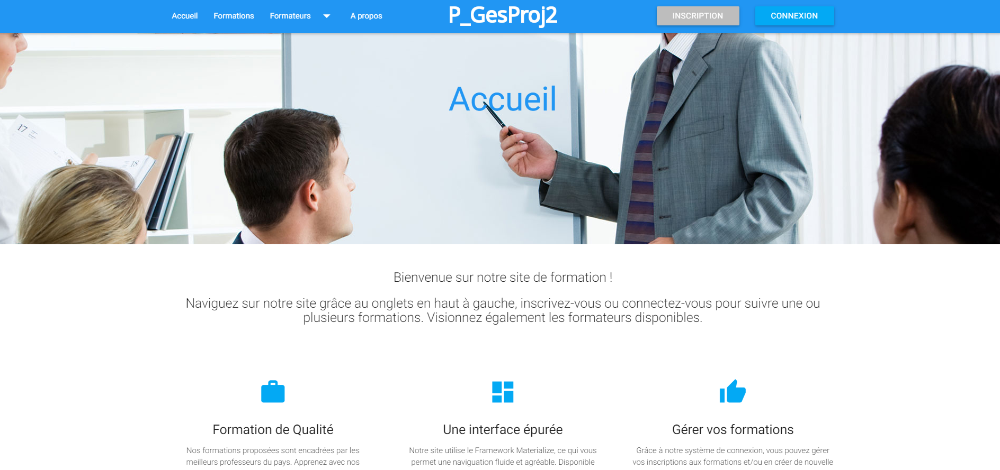 Accueil Formations Formateurs A propos P_GesProj2 INSCRIPTION CONNEXION
Accueil
17
18
Bienvenue sur notre site de formation !
Naviguez sur notre site grâce au onglets en haut à gauche, inscrivez-vous ou connectez-vous pour suivre une ou
plusieurs formations. Visionnez également les formateurs disponibles.
Formation de Qualité
Nos formations proposées sont encadrées par les
meilleurs professeurs du pays. Apprenez avec nos
Une interface épurée
Notre site utilise le Framework Materialize, ce qui vous
permet une naviguation fluide et agréable. Disponible
Gérer vos formations
Grâce à notre système de connexion, vous pouvez gérer
vos inscriptions aux formations et/ou en créer de nouvelle